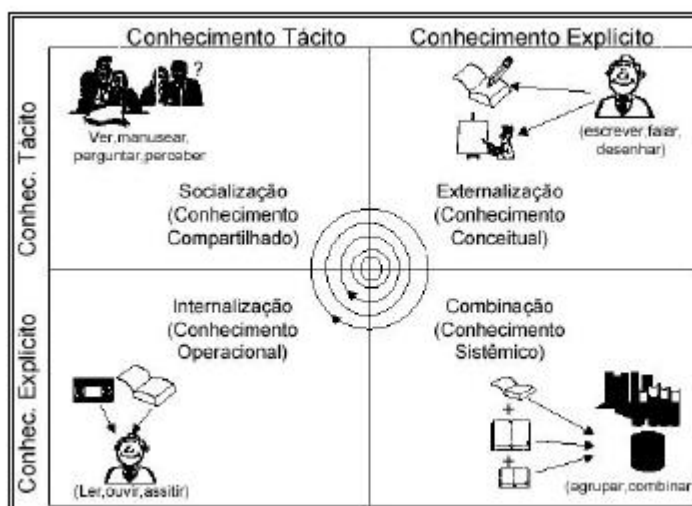 Conhecimento Tácito
Conhecimento Explícito
Conhec. Tácito
?
Ver,manusear,
perguntar,perceber
Socialização
(Conhecimento
Compartilhado)
(escrever,falar,
desenhar)
Externalização
(Conhecimento
Conceitual)
Conhec. Explícito
Internalização
(Conhecimento
Operacional)
(Ler,ouvir,assitir)
Combinação
(Conhecimento
Sistêmico)
+
+
(agrupar,combinar)